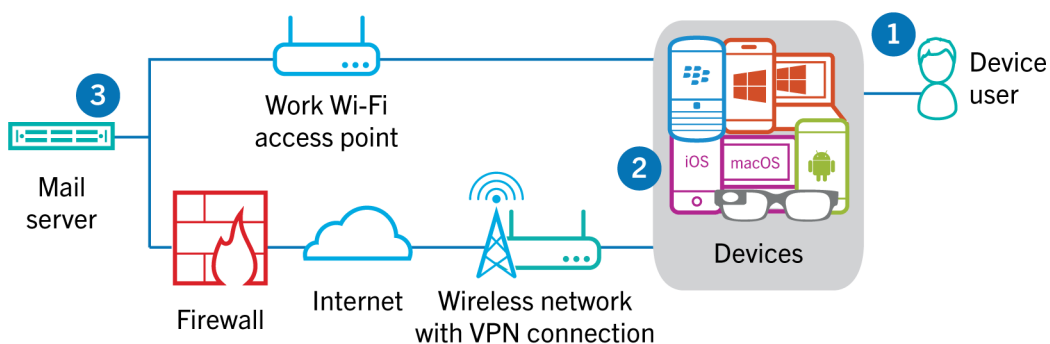 1
Device
user
3
Work Wi-Fi
access point
2
iOS
macOS
Mail
server
Devices
Firewall
Internet
Wireless network
with VPN connection